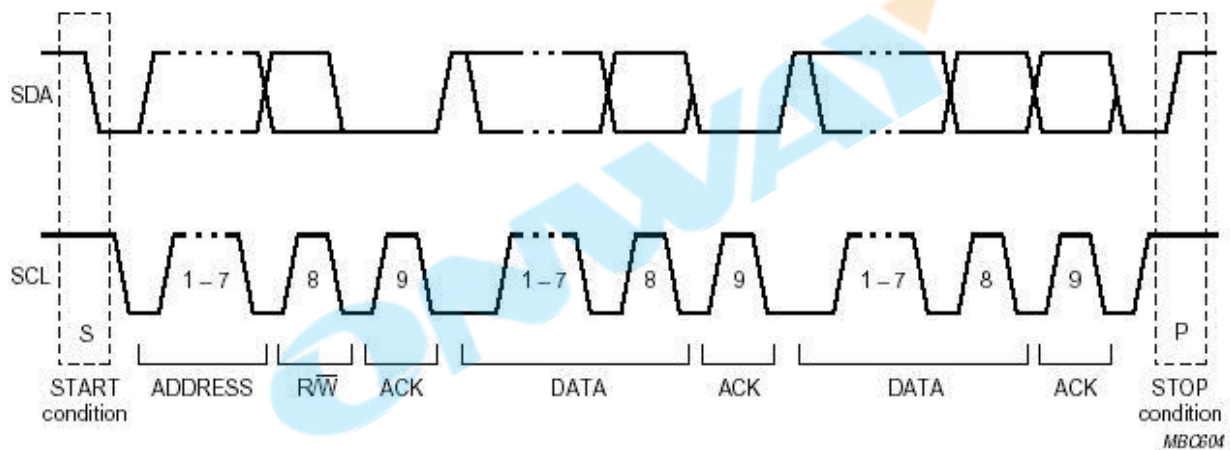 SDA
SCL
1 – 7
8
9
1 – 7
8
9
1 – 7
8
9
S
P
START condition
ADDRESS
R/W̅
ACK
DATA
ACK
DATA
ACK
STOP condition
MBC604
ONWAY